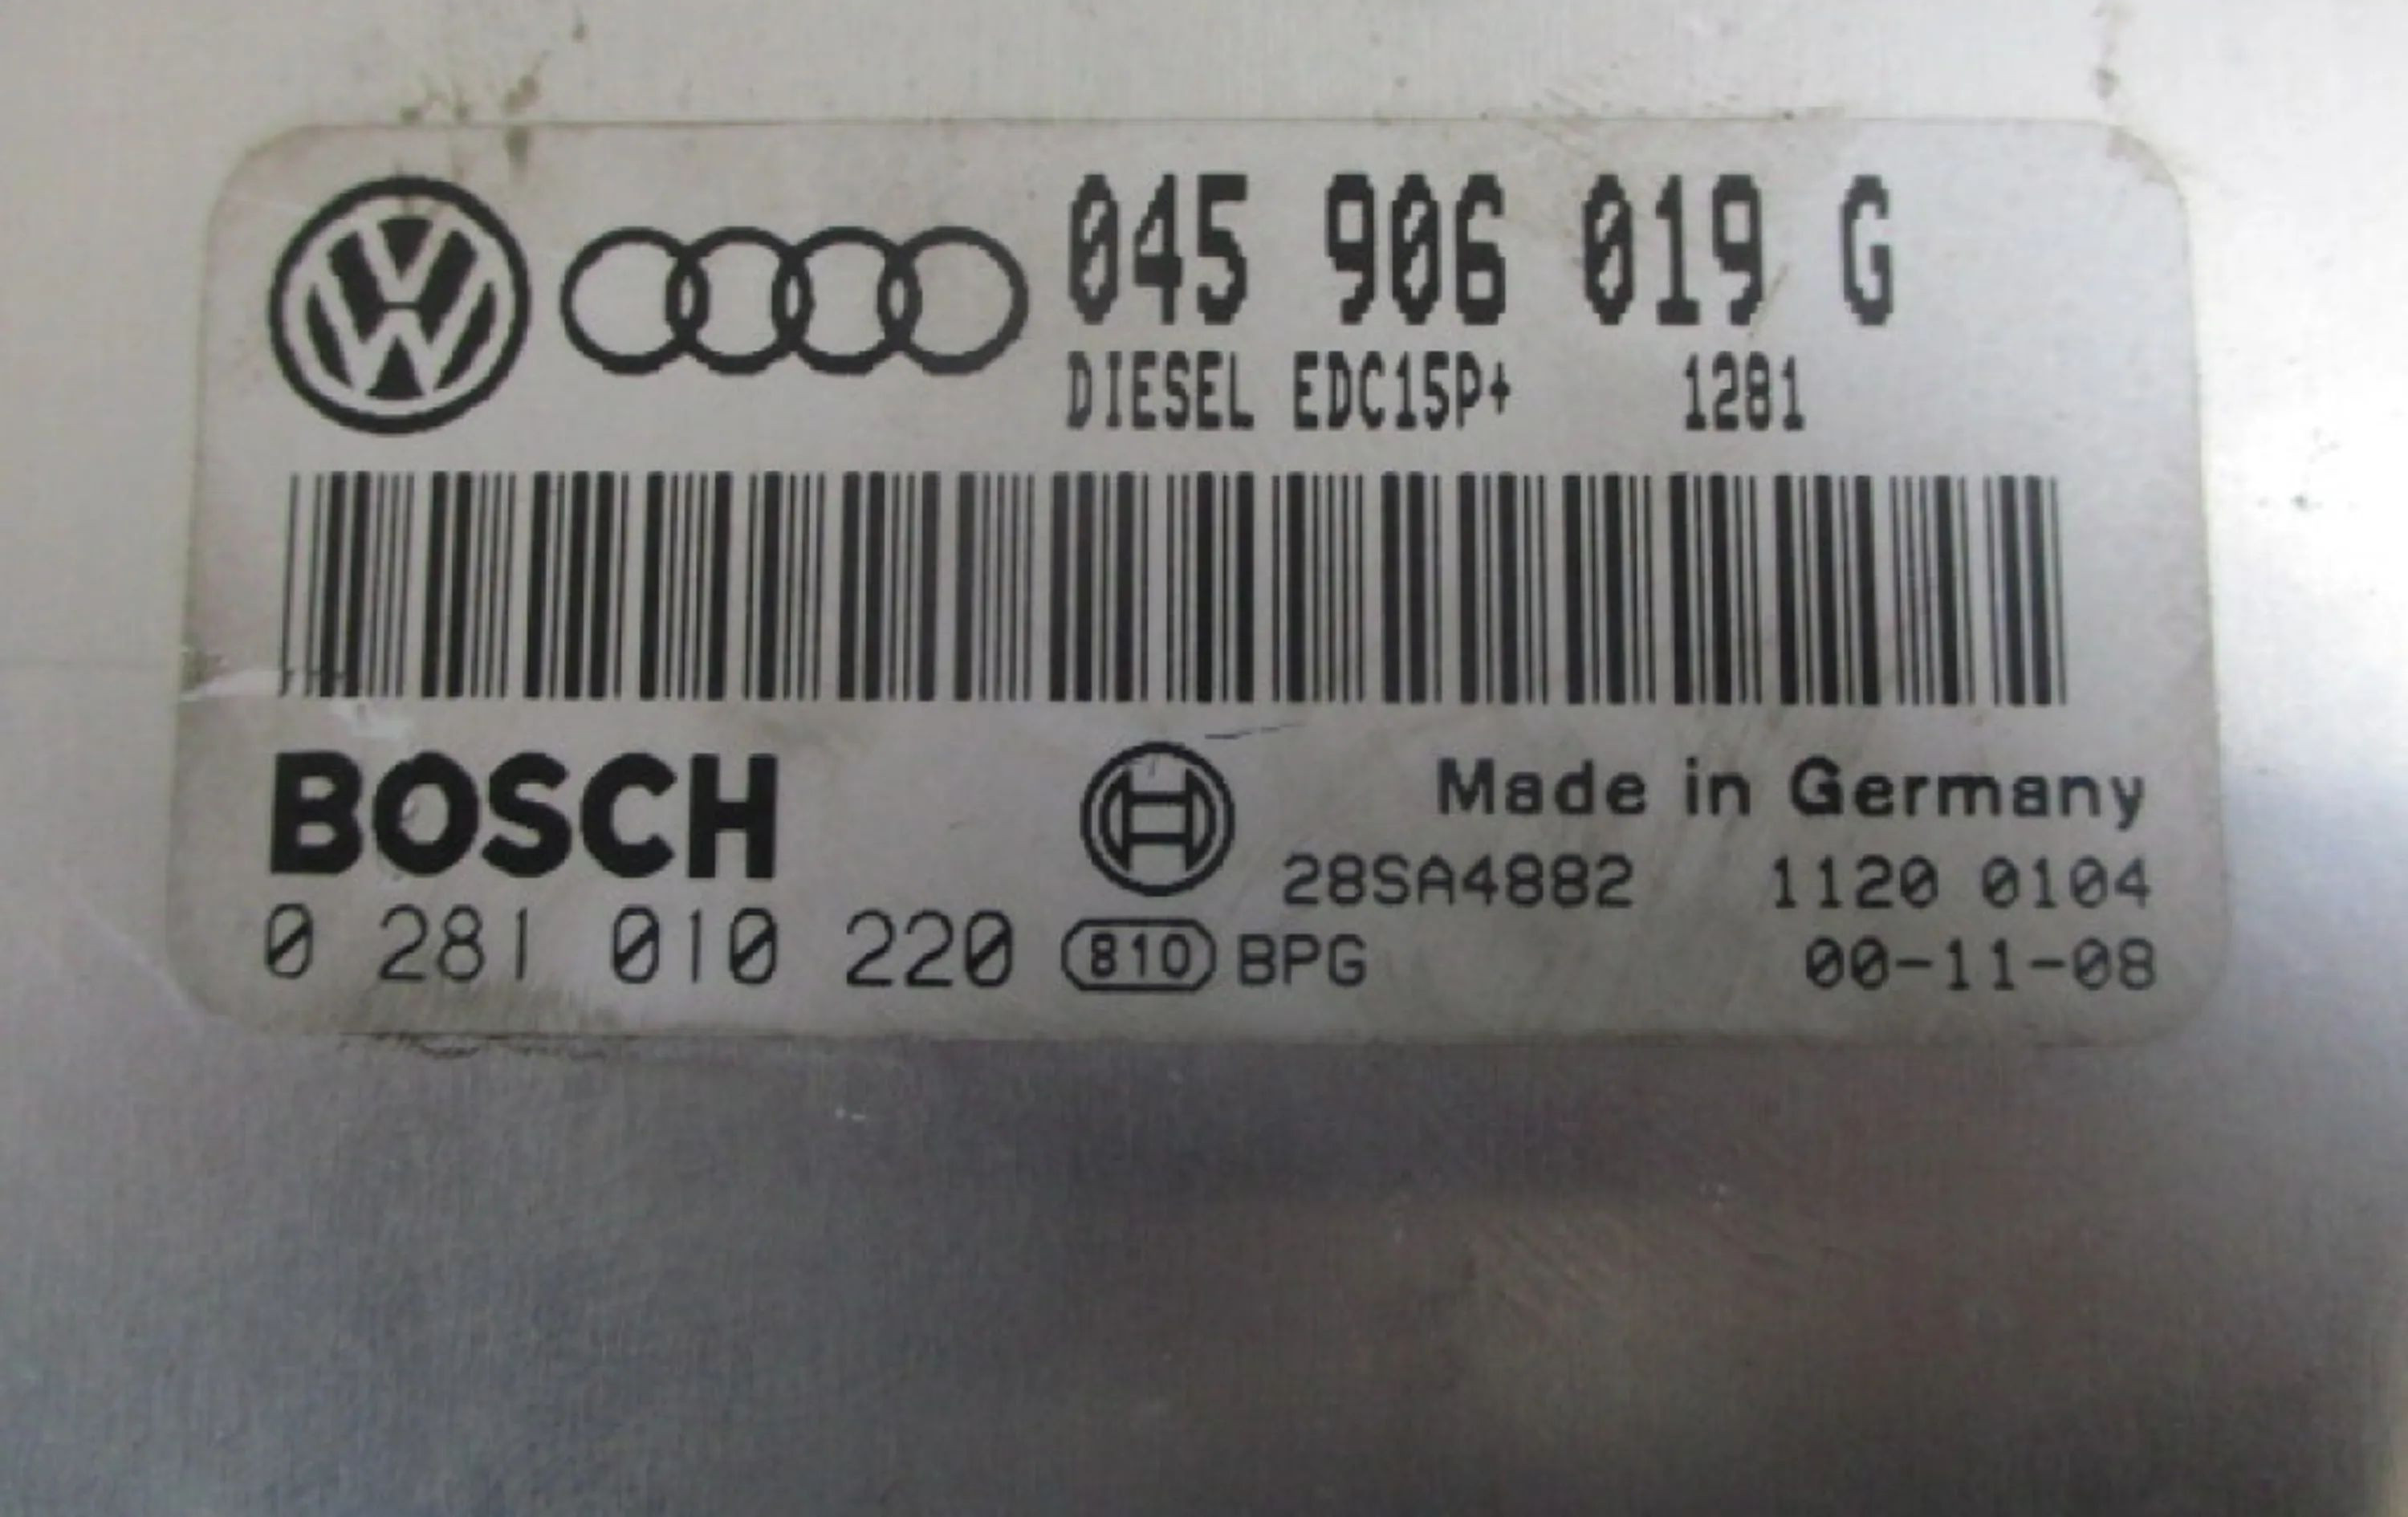 045 906 019 G
DIESEL EDC15P+ 1281
BOSCH
Made in Germany
28SA4882 1120 0104
0 281 010 220 810 BPG 00-11-08